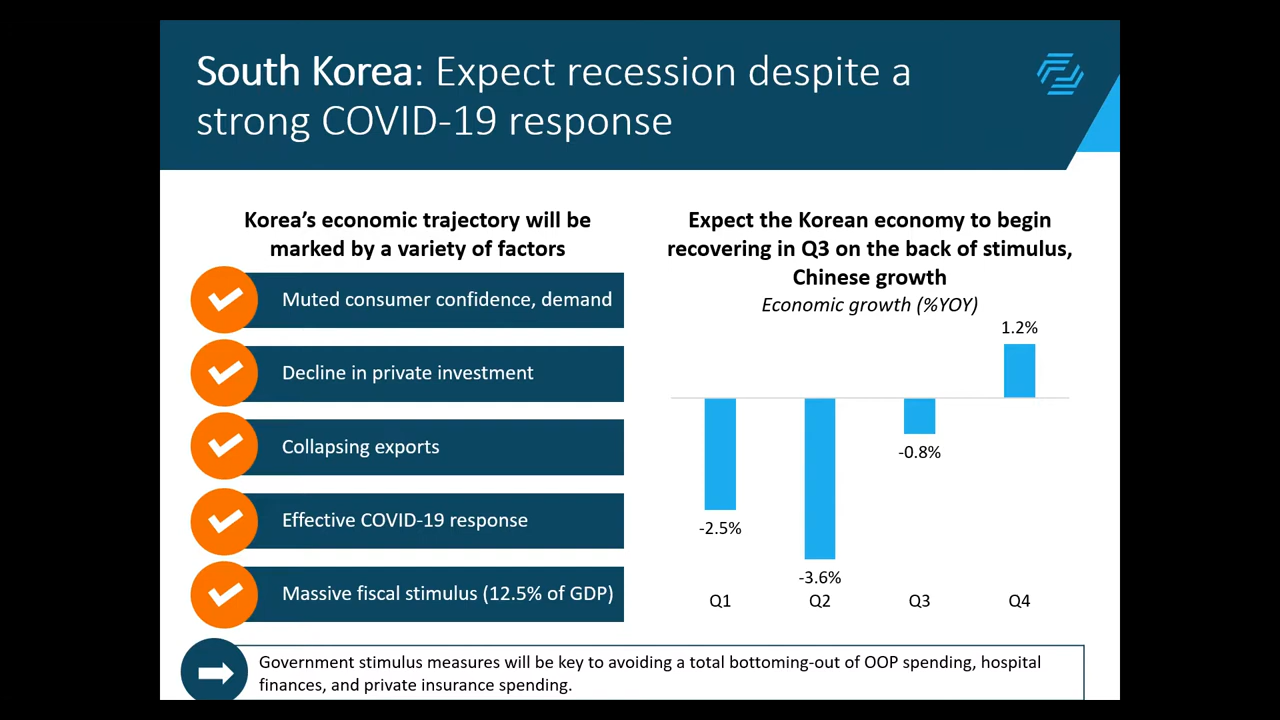 South Korea: Expect recession despite a
strong COVID-19 response
Korea's economic trajectory will be
marked by a variety of factors
Muted consumer confidence, demand
Decline in private investment
Collapsing exports
Effective COVID-19 response
Massive fiscal stimulus (12.5% of GDP)
Expect the Korean economy to begin
recovering in Q3 on the back of stimulus,
Chinese growth
Economic growth (%YOY)
1.2%
-0.8%
-2.5%
-3.6%
Q1 Q2 Q3 Q4
Government stimulus measures will be key to avoiding a total bottoming-out of OOP spending, hospital
finances, and private insurance spending.